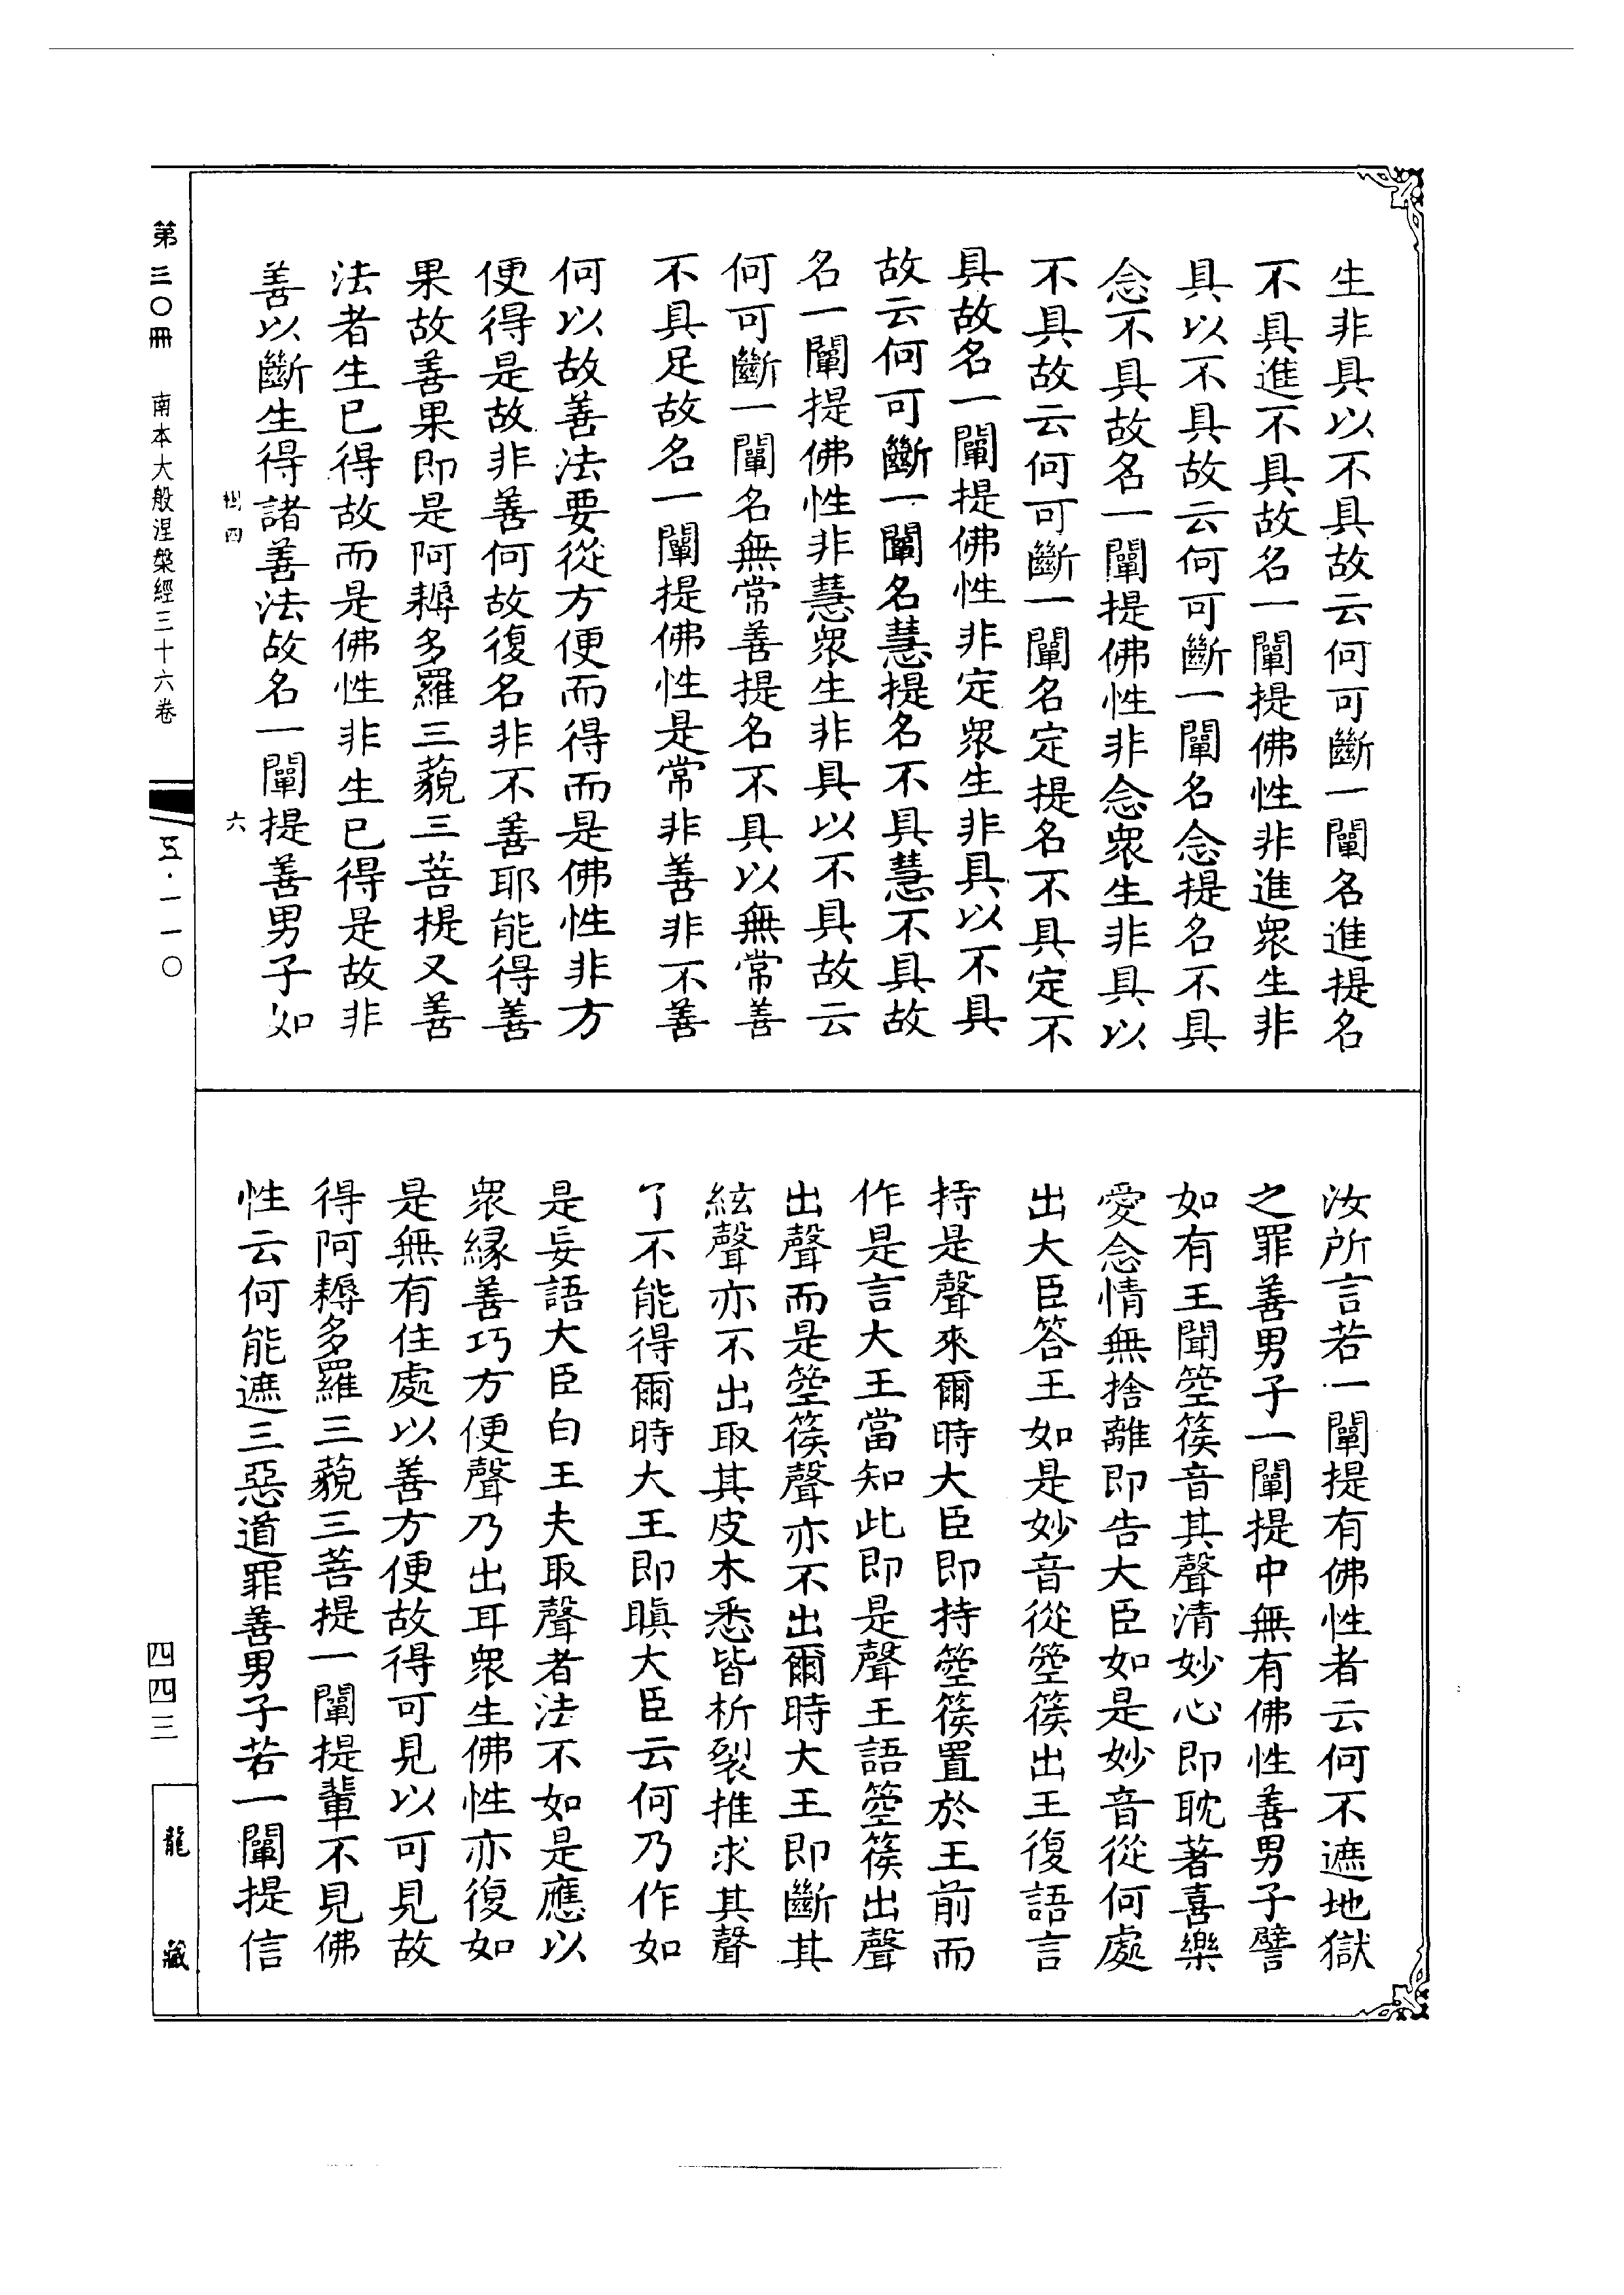 生非具以不具故云何可斷一闡名進提名
不具進不具故名一闡提佛性非進衆生非
具以不具故云何可斷一闡名念提名不具
念不具故名一闡提佛性非念衆生非具以
不具故云何可斷一闡名定提名不具定不
具故名一闡提佛性非定衆生非具以不具
故云何可斷一闡名慧提名不具慧不具故
名一闡提佛性非慧衆生非具以不具故云
何可斷一闡名無常善提名不具以無常善
不具足故名一闡提佛性是常非善非不善
何以故善法要從方便而得而是佛性非方
便得是故非善何故復名非不善耶能得善
果故善果即是阿耨多羅三藐三菩提又善
法者生已得故而是佛性非生已得是故非
善以斷生得諸善法故名一闡提善男子如
汝所言若一闡提有佛性者云何不遮地獄
之罪善男子一闡提中無有佛性善男子譬
如有王聞箜篌音其聲清妙心即耽著喜樂
愛念情無捨離即告大臣如是妙音從何處
出大臣答王如是妙音從箜篌出王復語言
持是聲來爾時大臣即持箜篌置於王前而
作是言大王當知此即是聲王語箜篌出聲
出聲而是箜篌聲亦不出爾時大王即斷其
絃聲亦不出取其皮木悉皆析裂推求其聲
了不能得爾時大王即瞋大臣云何乃作如
是妄語大臣白王夫取聲者法不如是應以
衆緣善巧方便聲乃出耳衆生佛性亦復如
是無有住處以善方便故得可見以可見故
得阿耨多羅三藐三菩提一闡提輩不見佛
性云何能遮三惡道罪善男子若一闡提信
樹四 六
第三〇冊 南本大般涅槃經三十六卷
五·一一〇
四四三
龍藏